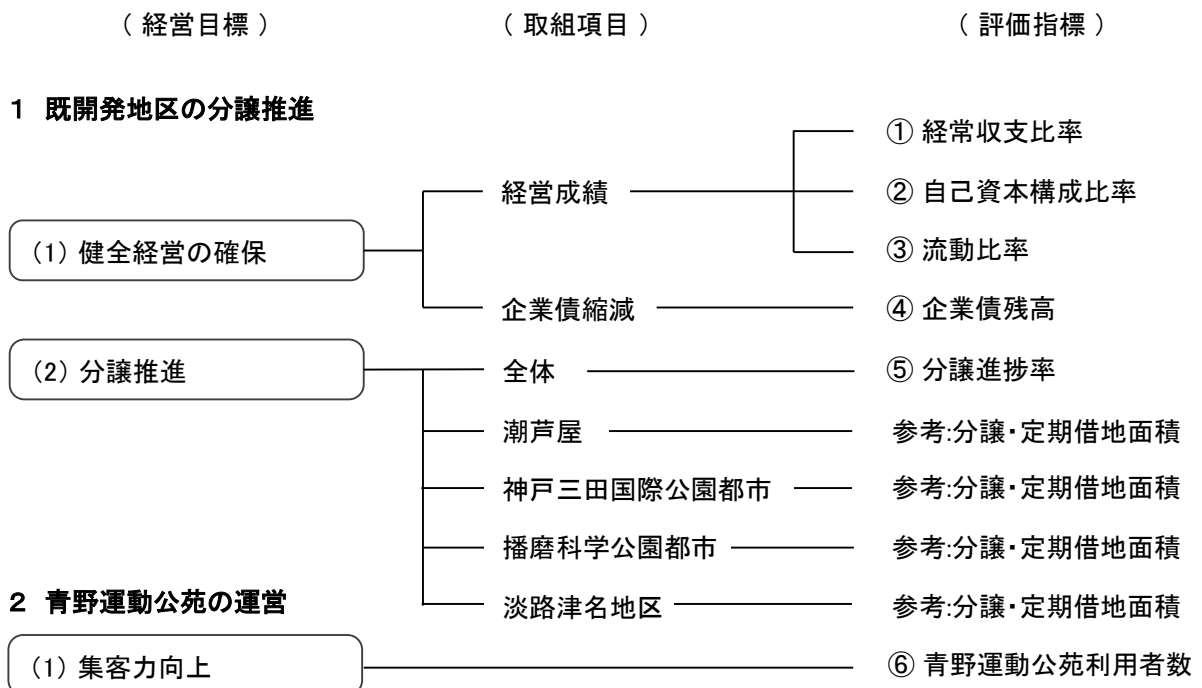 （ 経営目標 ） （ 取組項目 ） （ 評価指標 ）
１ 既開発地区の分譲推進
① 経常収支比率
経営成績 ② 自己資本構成比率
(1) 健全経営の確保 ③ 流動比率
企業債縮減 ④ 企業債残高
(2) 分譲推進 全体 ⑤ 分譲進捗率
潮芦屋 参考:分譲・定期借地面積
神戸三田国際公園都市 参考:分譲・定期借地面積
播磨科学公園都市 参考:分譲・定期借地面積
２ 青野運動公苑の運営 淡路津名地区 参考:分譲・定期借地面積
(1) 集客力向上 ⑥ 青野運動公苑利用者数